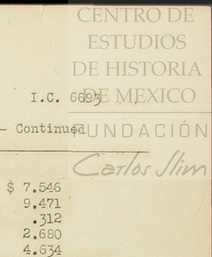 CENTRO DE
ESTUDIOS
DE HISTORIA
DE MEXICO
I.C. 6693
- Continued
FUNDACIÓN
Carlos Slim
$ 7.546
9.471
.312
2.680
4.634